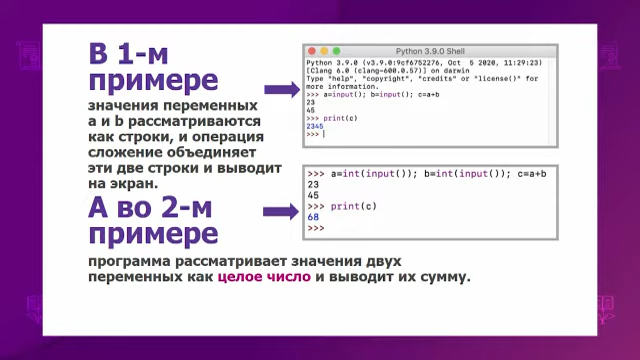 В 1-м
примере
значения переменных
a и b рассматриваются
как строки, и операция
сложение объединяет
эти две строки и выводит
на экран.
Python 3.9.0 Shell
Python 3.9.0 (v3.9.0:9cf6752276, Oct  5 2020, 11:29:23)
[Clang 6.0 (clang-600.0.57)] on darwin
Type "help", "copyright", "credits" or "license()" for
more information.
>>> a=input(); b=input(); c=a+b
23
45
>>> print(c)
2345
>>>
А во 2-м
примере
>>> a=int(input()); b=int(input()); c=a+b
23
45
>>> print(c)
68
>>>
программа рассматривает значения двух
переменных как целое число и выводит их сумму.